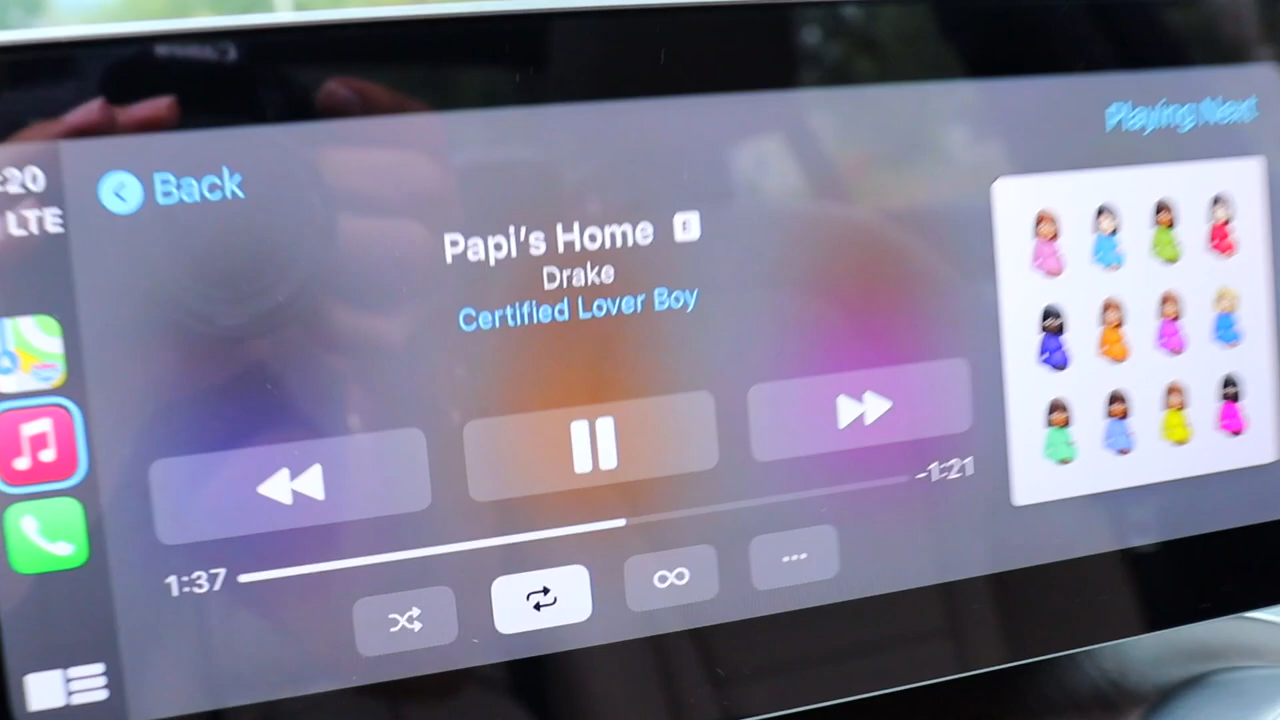 :20
LTE
Back
Playing Next
Papi's Home E
Drake
Certified Lover Boy
1:37
-1:21